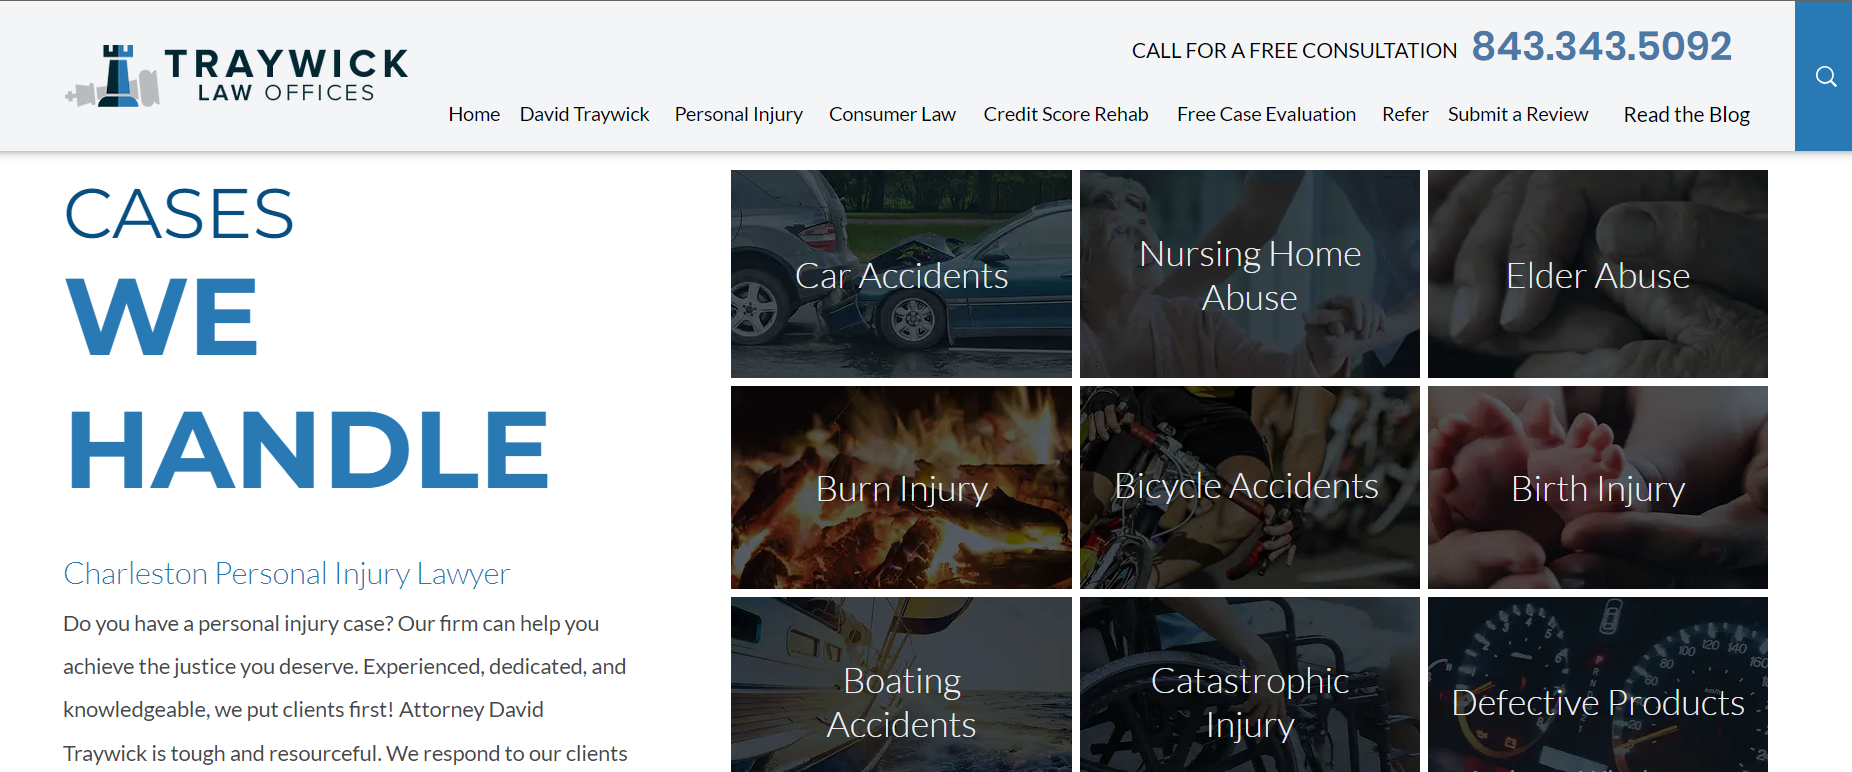 TRAYWICK
LAW OFFICES
CALL FOR A FREE CONSULTATION 843.343.5092
Home David Traywick Personal Injury Consumer Law Credit Score Rehab Free Case Evaluation Refer Submit a Review Read the Blog
CASES
WE
HANDLE
Charleston Personal Injury Lawyer
Do you have a personal injury case? Our firm can help you
achieve the justice you deserve. Experienced, dedicated, and
knowledgeable, we put clients first! Attorney David
Traywick is tough and resourceful. We respond to our clients
Car Accidents
Nursing Home
Abuse
Elder Abuse
Burn Injury
Bicycle Accidents
Birth Injury
Boating
Accidents
Catastrophic
Injury
Defective Products